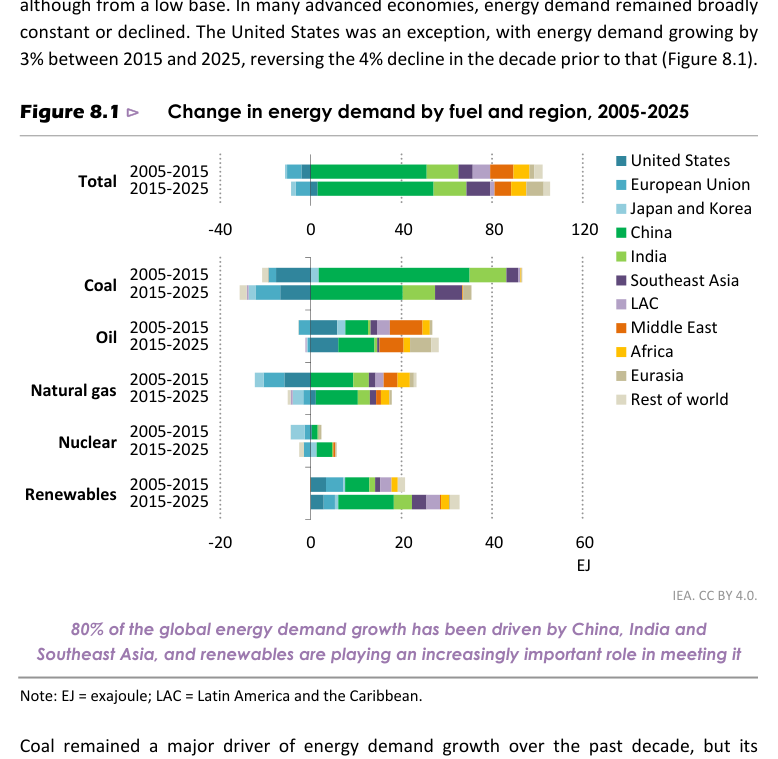 although from a low base. In many advanced economies, energy demand remained broadly
constant or declined. The United States was an exception, with energy demand growing by
3% between 2015 and 2025, reversing the 4% decline in the decade prior to that (Figure 8.1).
Figure 8.1 ▻ Change in energy demand by fuel and region, 2005-2025
Total
2005-2015
2015-2025
-40 0 40 80 120
Coal
2005-2015
2015-2025
Oil
2005-2015
2015-2025
Natural gas
2005-2015
2015-2025
Nuclear
2005-2015
2015-2025
Renewables
2005-2015
2015-2025
-20 0 20 40 60
EJ
United States
European Union
Japan and Korea
China
India
Southeast Asia
LAC
Middle East
Africa
Eurasia
Rest of world
IEA. CC BY 4.0.
80% of the global energy demand growth has been driven by China, India and
Southeast Asia, and renewables are playing an increasingly important role in meeting it
Note: EJ = exajoule; LAC = Latin America and the Caribbean.
Coal remained a major driver of energy demand growth over the past decade, but its